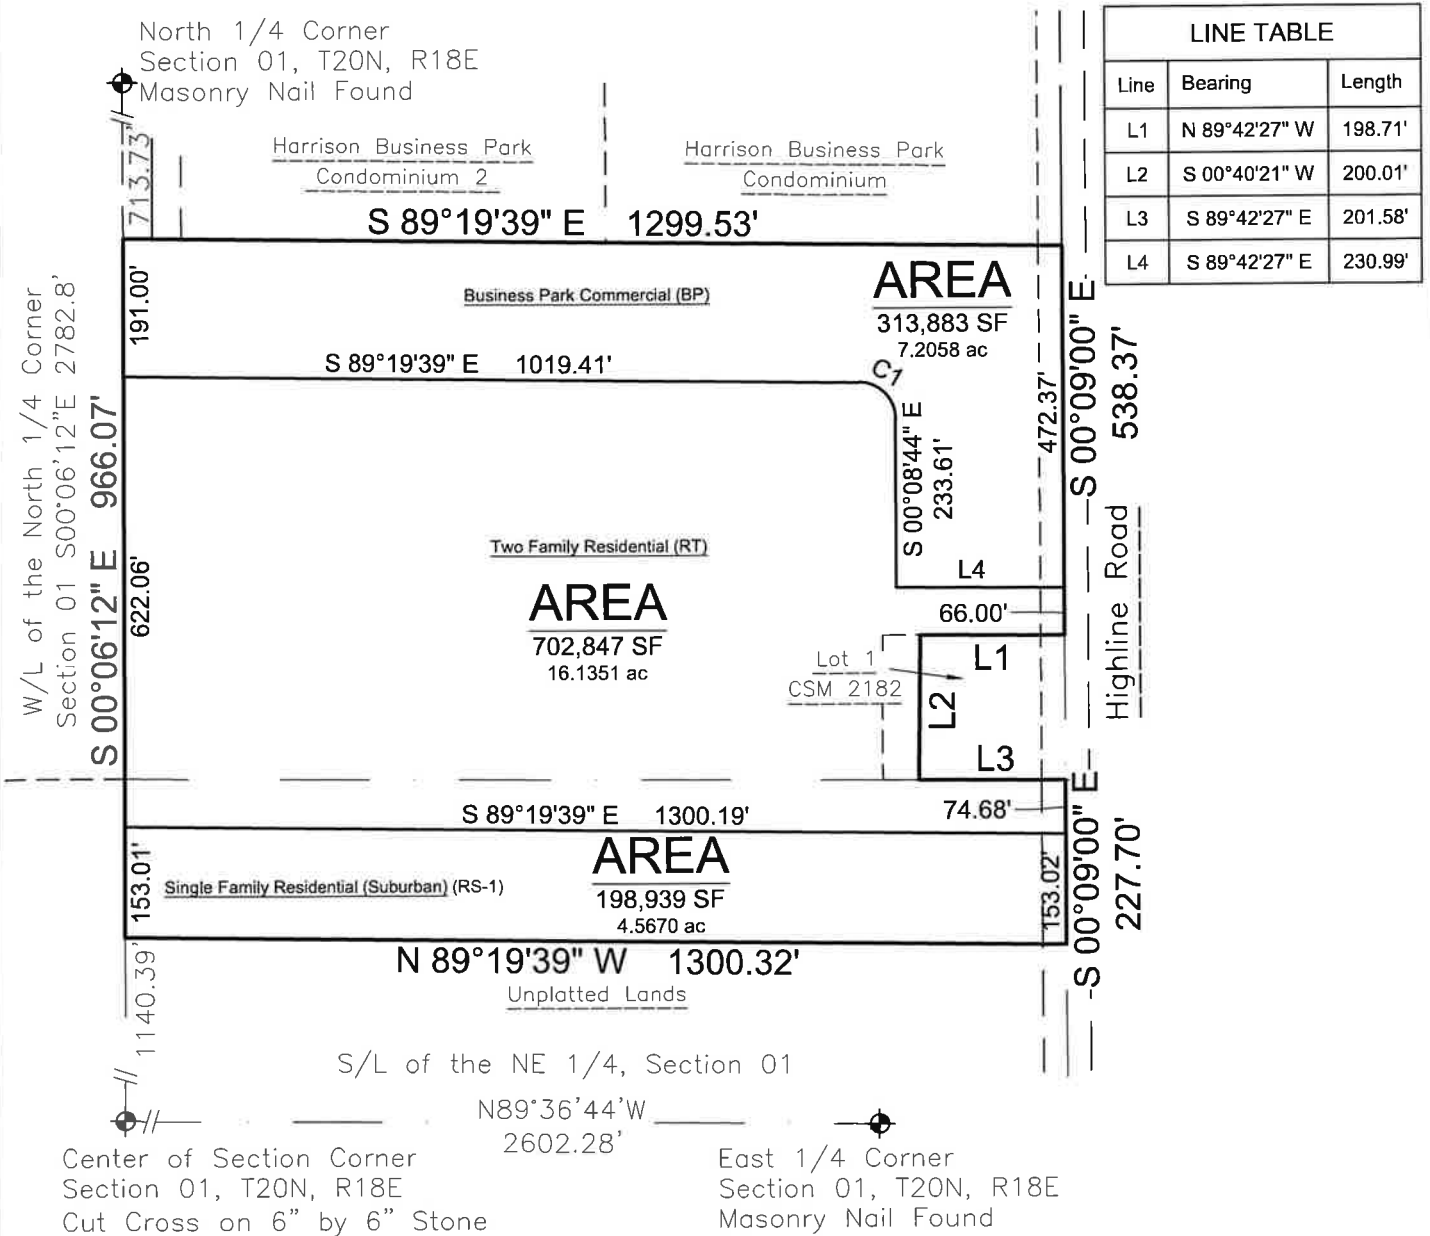 North 1/4 Corner
Section 01, T20N, R18E
Masonry Nail Found
713.73'
Harrison Business Park
Condominium 2
Harrison Business Park
Condominium
S 89°19'39" E 1299.53'
LINE TABLE
Line Bearing Length
L1 N 89°42'27" W 198.71'
L2 S 00°40'21" W 200.01'
L3 S 89°42'27" E 201.58'
L4 S 89°42'27" E 230.99'
W/L of the North 1/4 Corner
Section 01 S00°06'12"E 2782.8'
S 00°06'12" E 966.07'
191.00'
Business Park Commercial (BP)
AREA
313,883 SF
7.2058 ac
S 89°19'39" E 1019.41'
C1
S 00°08'44" E
233.61'
472.37'
S 00°09'00" E
538.37'
Highline Road
622.06'
Two Family Residential (RT)
AREA
702,847 SF
16.1351 ac
L4
66.00'
Lot 1
CSM 2182
L1
L2
L3
S 89°19'39" E 1300.19'
74.68'
S 00°09'00" E
227.70'
153.01'
Single Family Residential (Suburban) (RS-1)
AREA
198,939 SF
4.5670 ac
153.02'
N 89°19'39" W 1300.32'
Unplatted Lands
1140.39'
S/L of the NE 1/4, Section 01
N89°36'44'W
2602.28'
Center of Section Corner
Section 01, T20N, R18E
Cut Cross on 6" by 6" Stone
East 1/4 Corner
Section 01, T20N, R18E
Masonry Nail Found